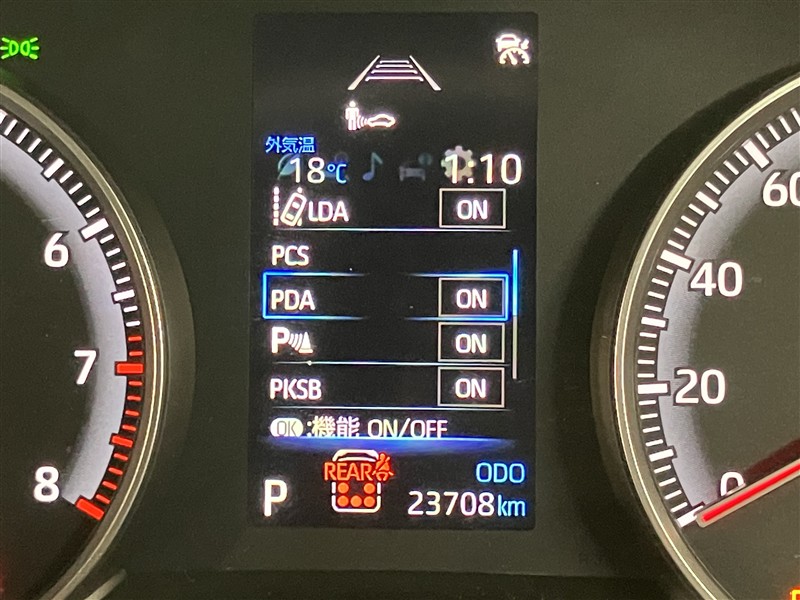 外気温
18℃ 1:10
LDA ON
PCS
PDA ON
P ON
PKSB ON
OK :機能 ON/OFF
REAR ODO
P 23708km
6
7
8
60
40
20
0